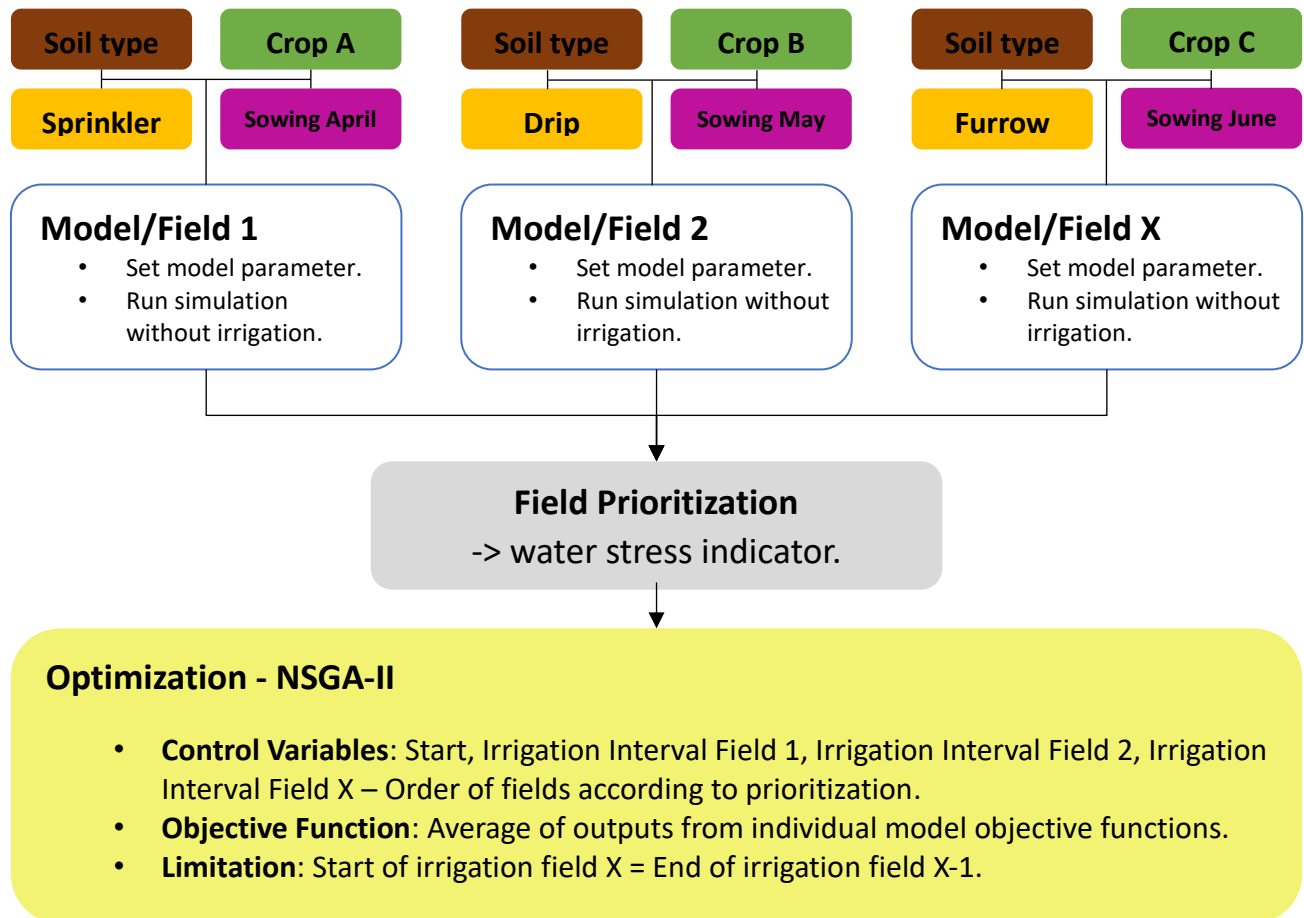 Soil type
Crop A
Soil type
Crop B
Soil type
Crop C
Sprinkler
Sowing April
Drip
Sowing May
Furrow
Sowing June
Model/Field 1
• Set model parameter.
• Run simulation
without irrigation.
Model/Field 2
• Set model parameter.
• Run simulation without
irrigation.
Model/Field X
• Set model parameter.
• Run simulation without
irrigation.
Field Prioritization
-> water stress indicator.
Optimization - NSGA-II
• Control Variables: Start, Irrigation Interval Field 1, Irrigation Interval Field 2, Irrigation
Interval Field X – Order of fields according to prioritization.
• Objective Function: Average of outputs from individual model objective functions.
• Limitation: Start of irrigation field X = End of irrigation field X-1.